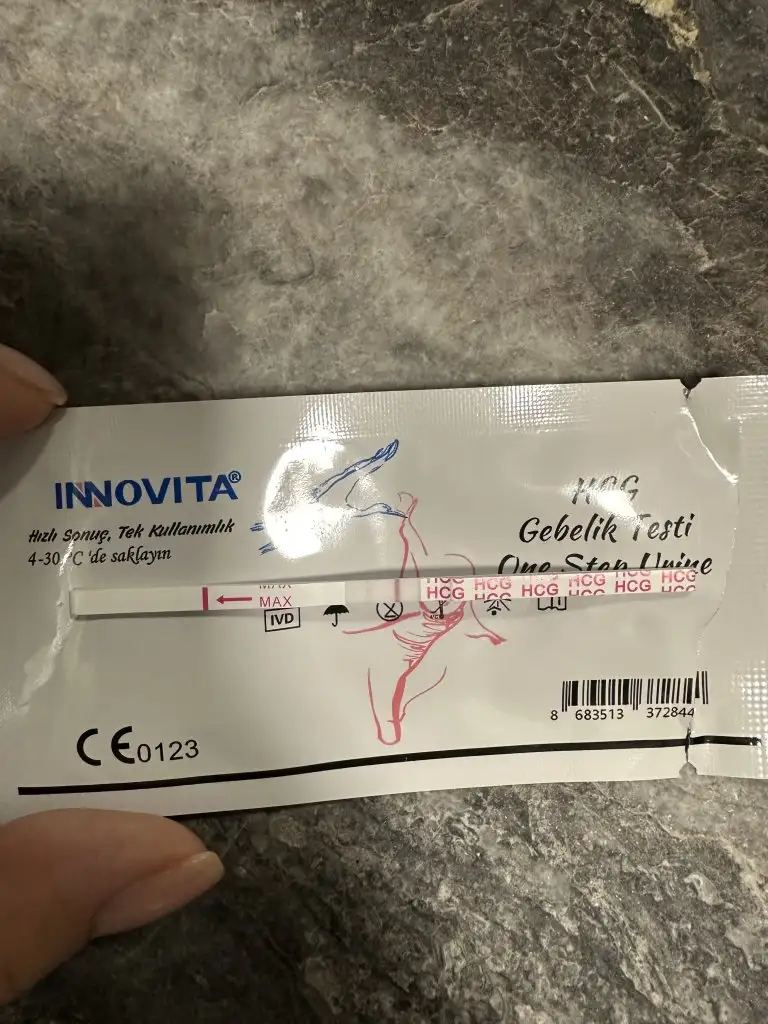 INNOVITA®
Hızlı Sonuç, Tek Kullanımlık
4-30 °C 'de saklayın
HCG
Gebelik Testi
One Step Urine
MAX
MAX
HCG HCG HCG HCG HCG HCG
HCG HCG HCG HCG HCG HCG
IVD
8 683513 372844
CE0123